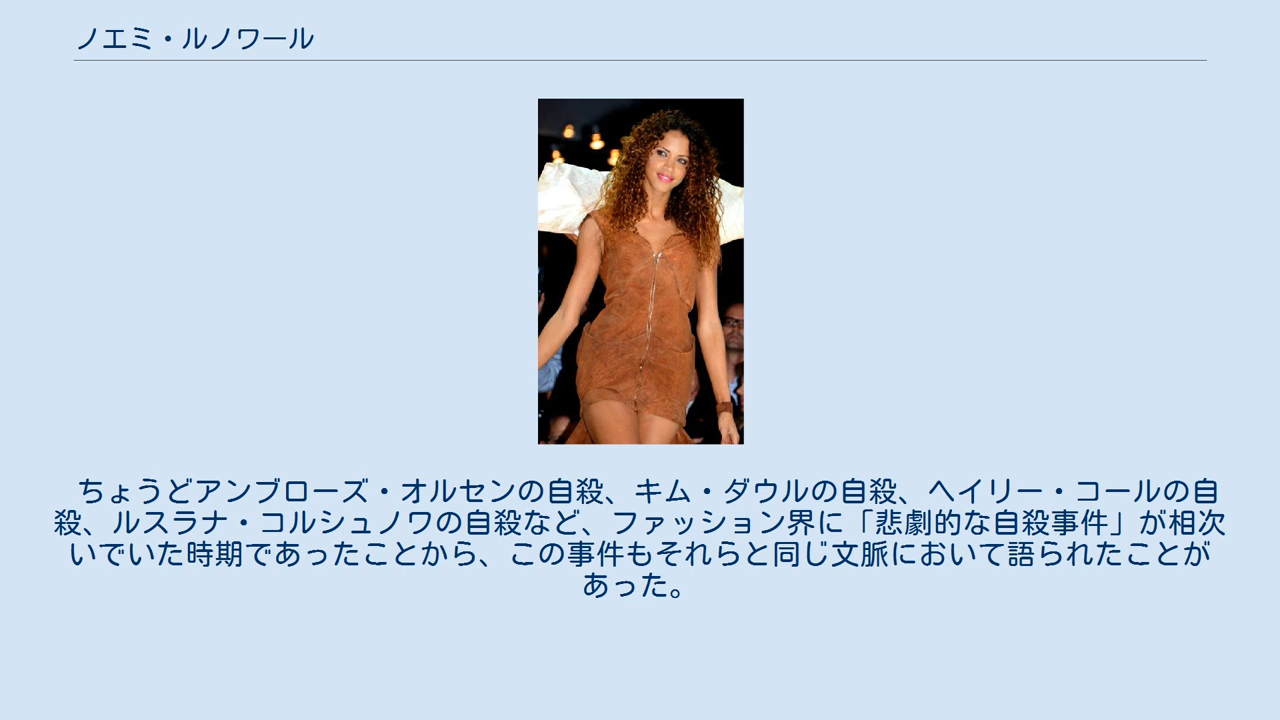 ノエミ・ルノワール
ちょうどアンブローズ・オルセンの自殺、キム・ダウルの自殺、ヘイリー・コールの自
殺、ルスラナ・コルシュノワの自殺など、ファッション界に「悲劇的な自殺事件」が相次
いでいた時期であったことから、この事件もそれらと同じ文脈において語られたことが
あった。